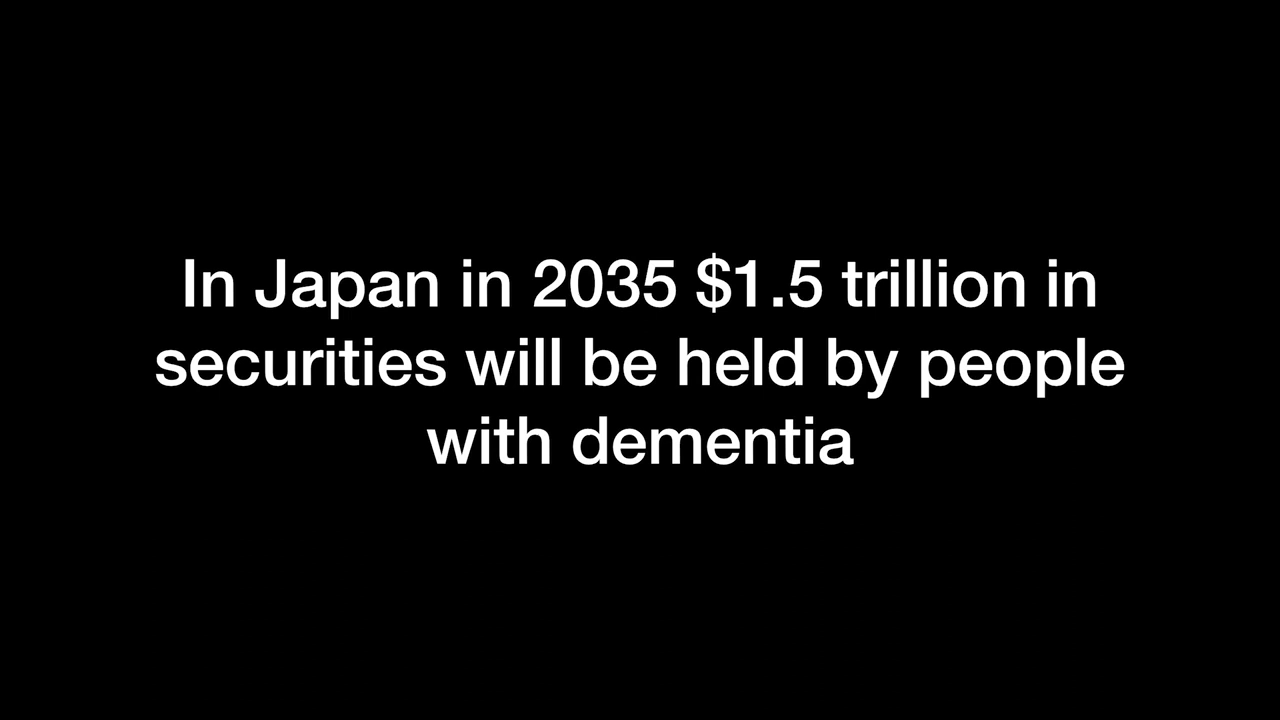 In Japan in 2035 $1.5 trillion in
securities will be held by people
with dementia